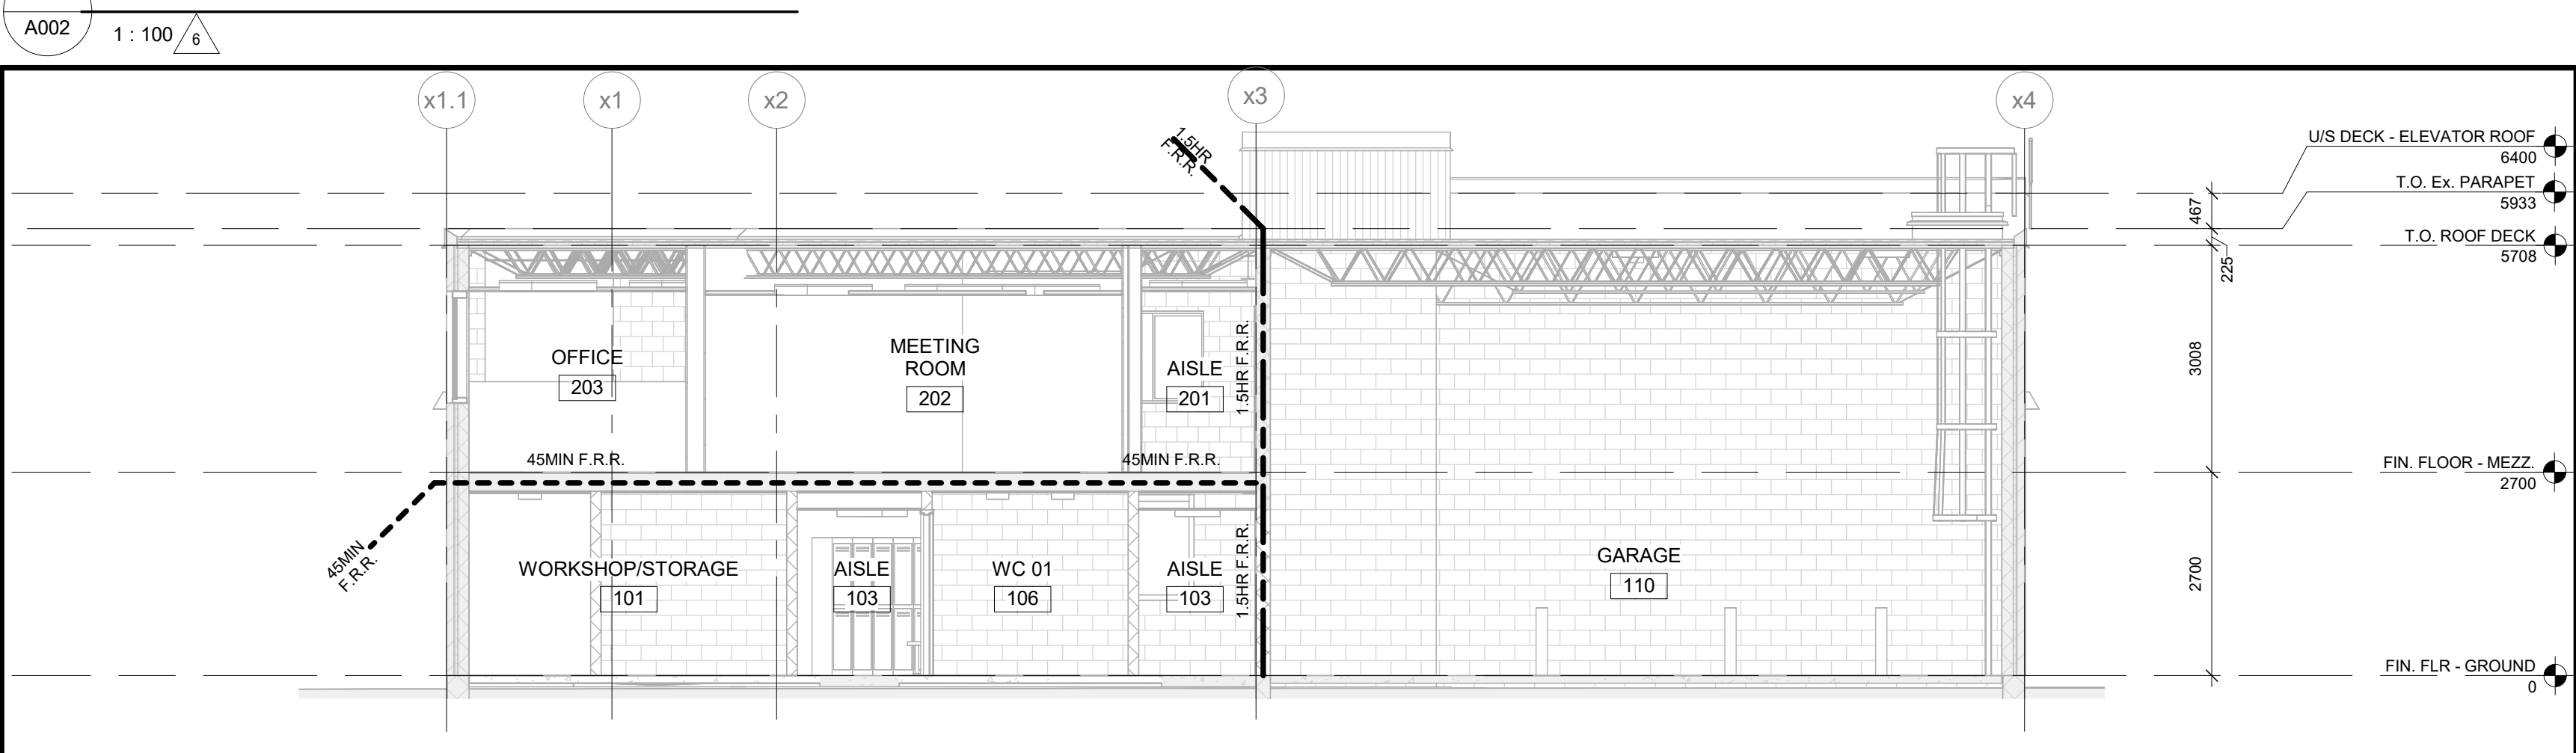 A002
1 : 100
6
x1.1
x1
x2
x3
x4
1.5HR
F.R.R.
U/S DECK - ELEVATOR ROOF
6400
T.O. Ex. PARAPET
5933
T.O. ROOF DECK
5708
467
225
3008
OFFICE
203
MEETING
ROOM
202
AISLE
201
1.5HR F.R.R.
45MIN F.R.R.
45MIN F.R.R.
FIN. FLOOR - MEZZ.
2700
45MIN
F.R.R.
WORKSHOP/STORAGE
101
AISLE
103
WC 01
106
AISLE
103
1.5HR F.R.R.
GARAGE
110
2700
FIN. FLR - GROUND
0